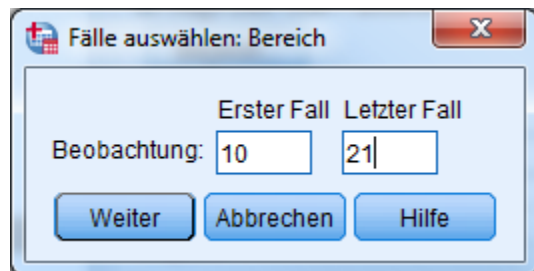 Fälle auswählen: Bereich
Erster Fall Letzter Fall
Beobachtung: 10 21
Weiter Abbrechen Hilfe